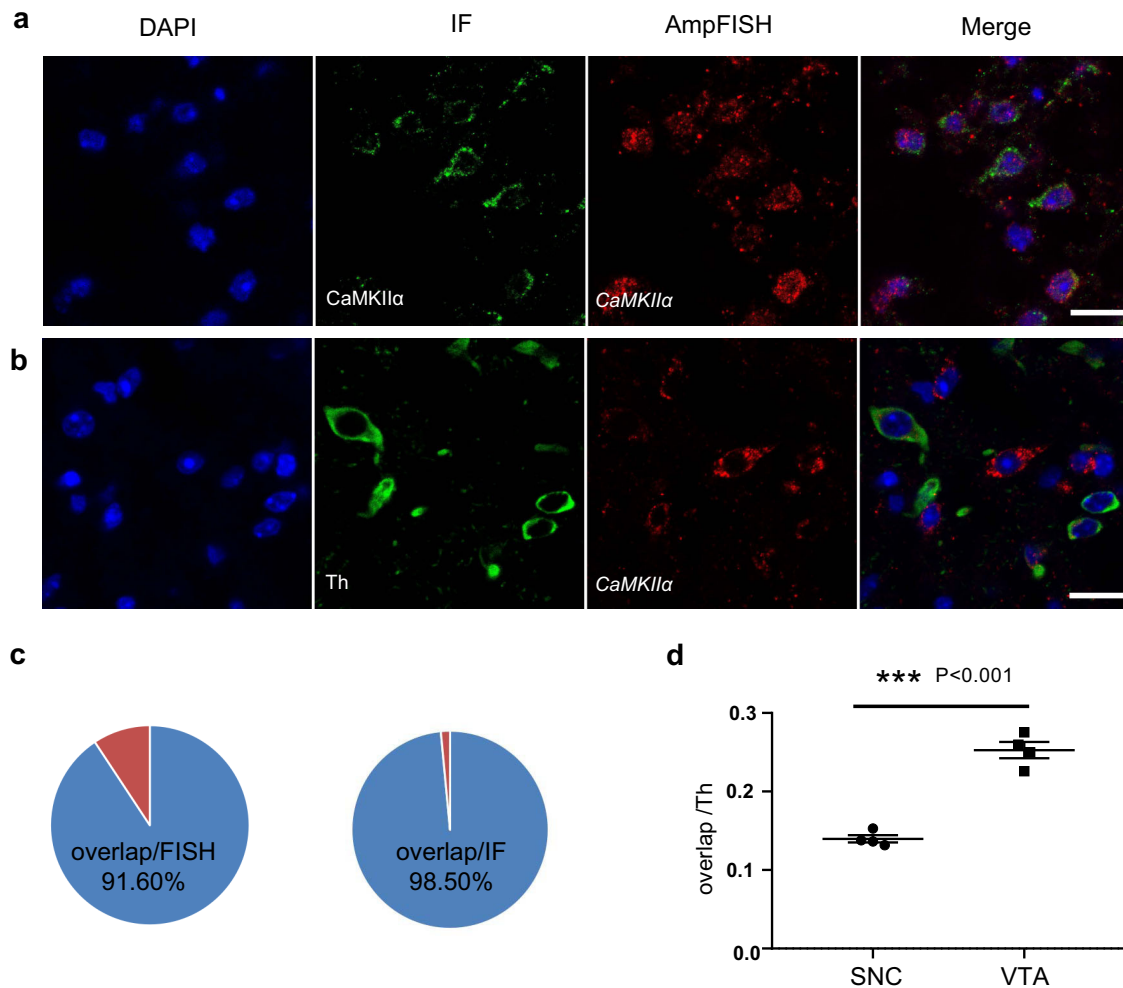 a
DAPI IF AmpFISH Merge
CaMKIIα CaMKIIα
b
Th CaMKIIα
c
overlap/FISH
91.60%
overlap/IF
98.50%
d
*** P<0.001
overlap /Th
0.3
0.2
0.1
0.0
SNC VTA